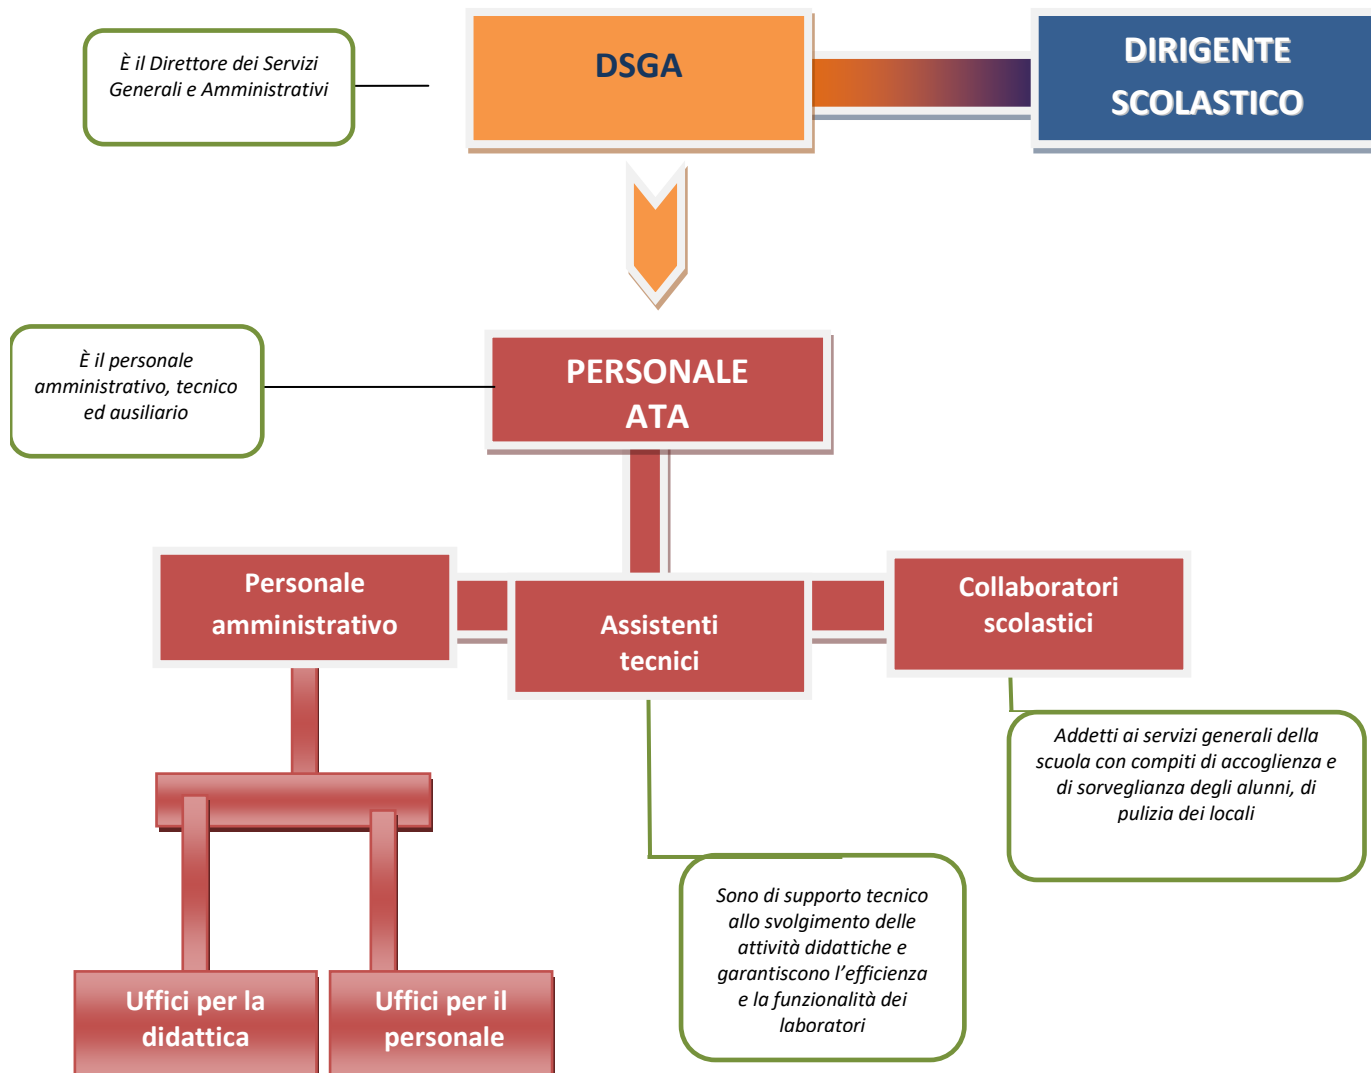 È il Direttore dei Servizi
Generali e Amministrativi
DSGA
DIRIGENTE
SCOLASTICO
È il personale
amministrativo, tecnico
ed ausiliario
PERSONALE
ATA
Personale
amministrativo
Assistenti
tecnici
Collaboratori
scolastici
Addetti ai servizi generali della
scuola con compiti di accoglienza e
di sorveglianza degli alunni, di
pulizia dei locali
Sono di supporto tecnico
allo svolgimento delle
attività didattiche e
garantiscono l’efficienza
e la funzionalità dei
laboratori
Uffici per la
didattica
Uffici per il
personale